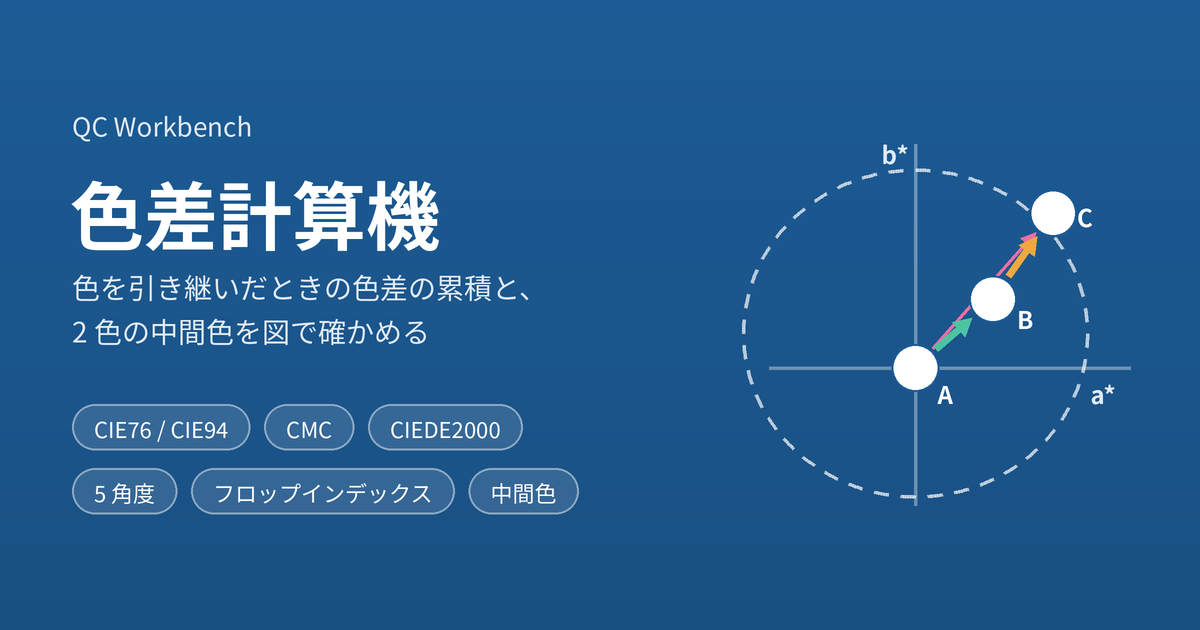 QC Workbench
色差計算機
色を引き継いだときの色差の累積と、
2 色の中間色を図で確かめる
CIE76 / CIE94
CMC
CIEDE2000
5 角度
フロップインデックス
中間色
b*
C
B
A
a*